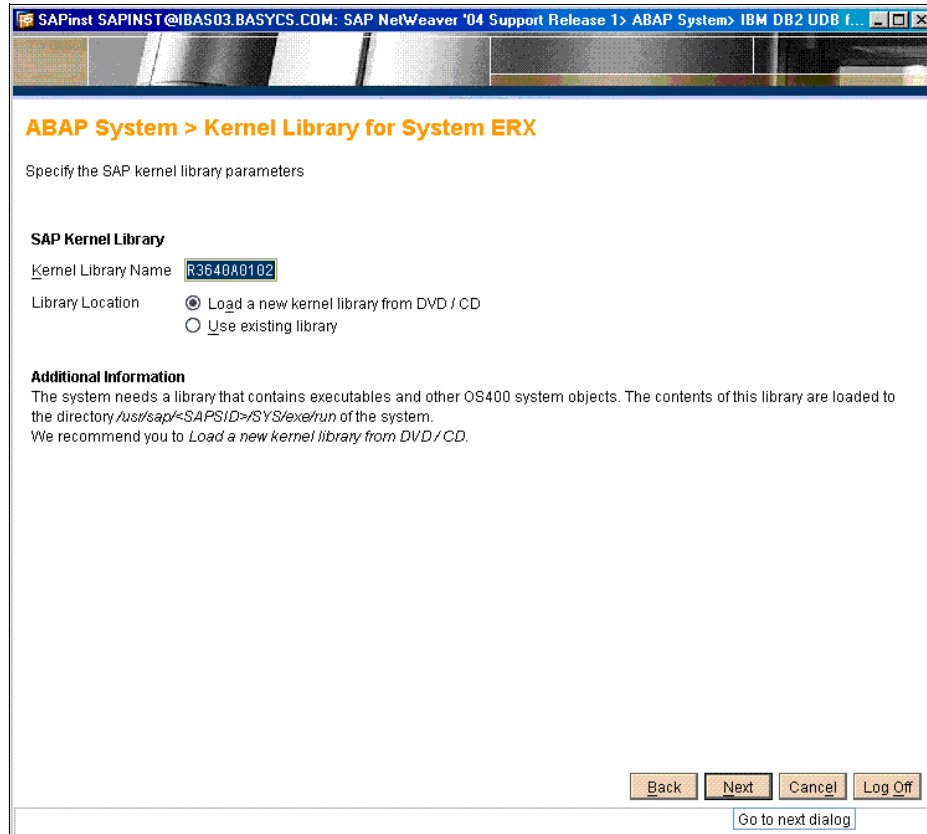 SAPinst SAPINST@IBAS03.BASYCS.COM: SAP NetWeaver '04 Support Release 1> ABAP System> IBM DB2 UDB f...
ABAP System > Kernel Library for System ERX
Specify the SAP kernel library parameters
SAP Kernel Library
Kernel Library Name R3640A0102
Library Location Load a new kernel library from DVD / CD
Use existing library
Additional Information
The system needs a library that contains executables and other OS400 system objects. The contents of this library are loaded to
the directory /usr/sap/<SAPSID>/SYS/exe/run of the system.
We recommend you to Load a new kernel library from DVD / CD.
Back Next Cancel Log Off
Go to next dialog